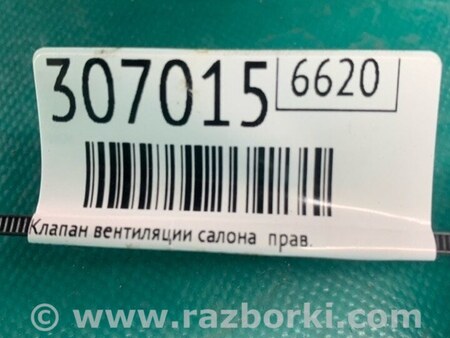 307015 6620
Клапан вентиляции салона прав.
© www.razborki.com